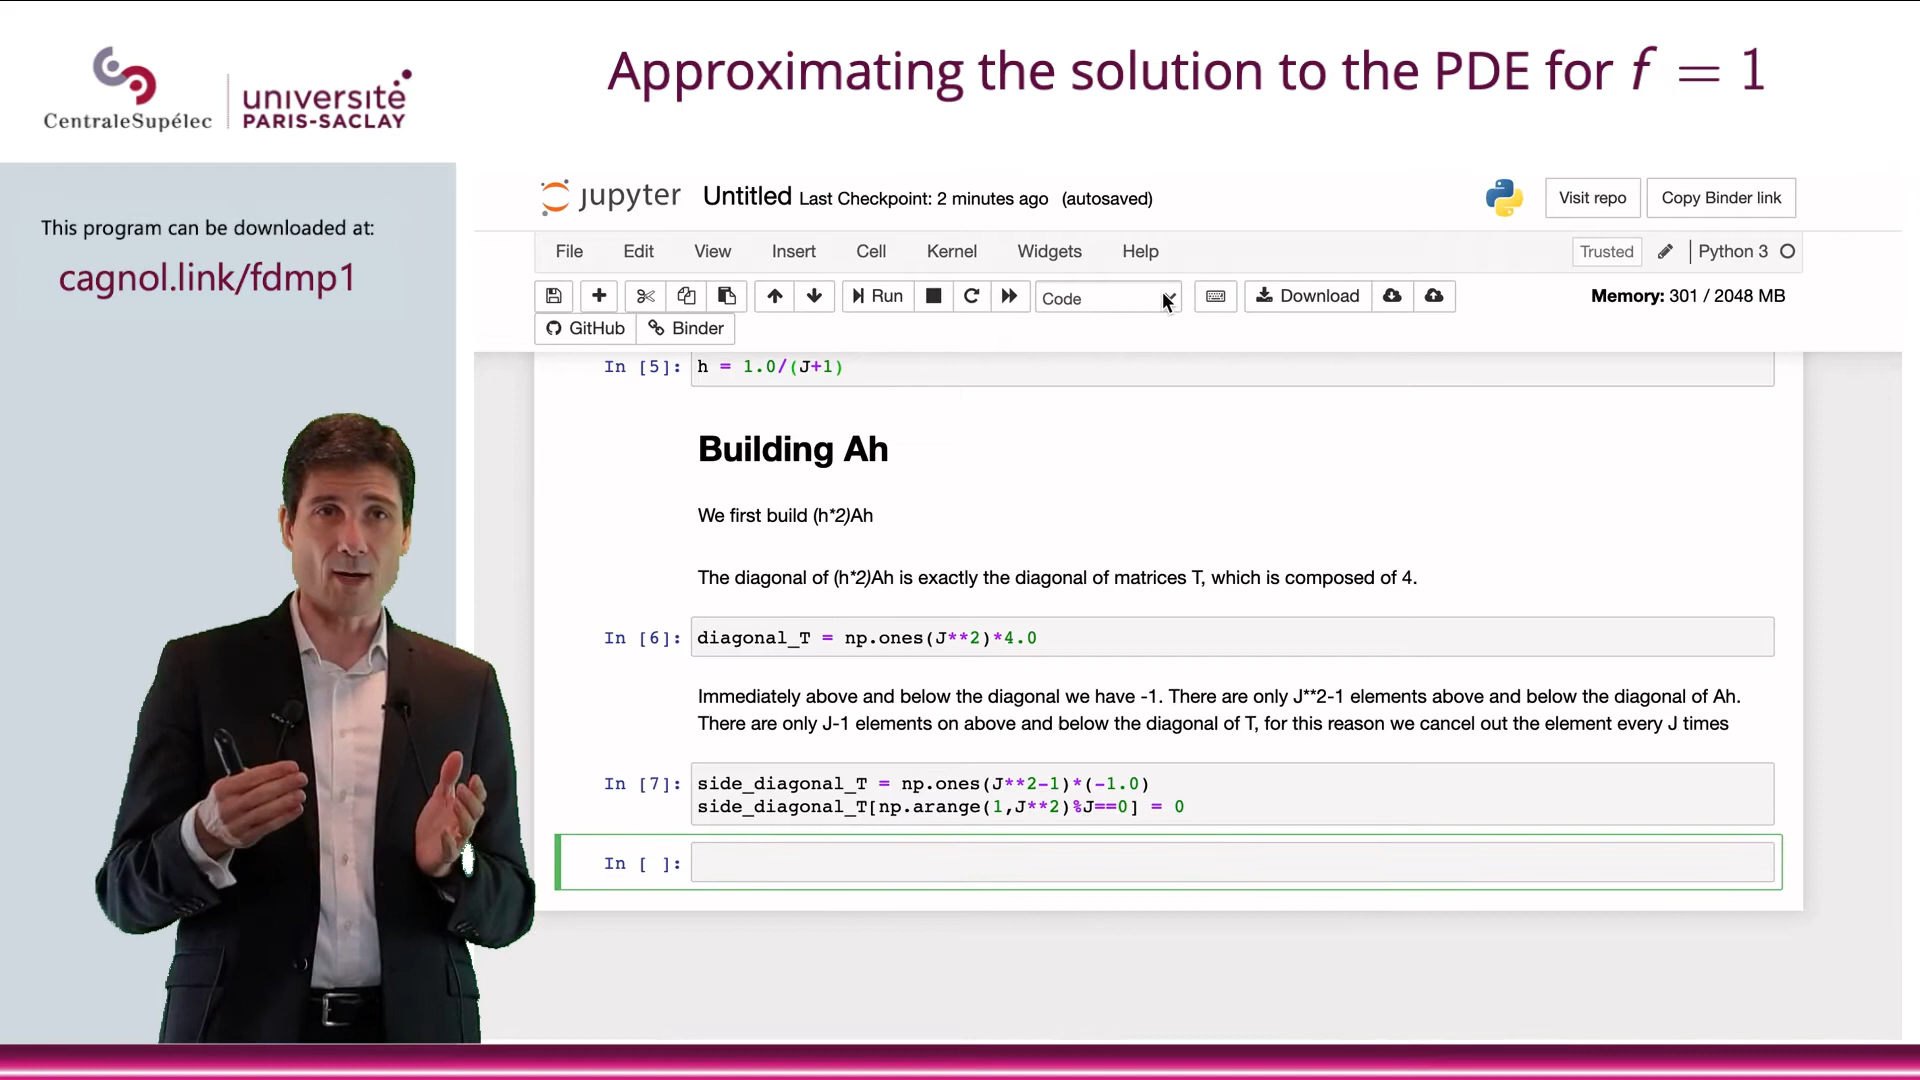 Approximating the solution to the PDE for f = 1
CentraleSupélec
université
PARIS-SACLAY
This program can be downloaded at:
cagnol.link/fdmp1
jupyter Untitled Last Checkpoint: 2 minutes ago (autosaved)
Visit repo Copy Binder link
File Edit View Insert Cell Kernel Widgets Help
Trusted Python 3
Run Code Download
Memory: 301 / 2048 MB
GitHub Binder
In [5]: h = 1.0/(J+1)
Building Ah
We first build (h*2)Ah
The diagonal of (h*2)Ah is exactly the diagonal of matrices T, which is composed of 4.
In [6]: diagonal_T = np.ones(J**2)*4.0
Immediately above and below the diagonal we have -1. There are only J**2-1 elements above and below the diagonal of Ah.
There are only J-1 elements on above and below the diagonal of T, for this reason we cancel out the element every J times
In [7]: side_diagonal_T = np.ones(J**2-1)*(-1.0)
side_diagonal_T[np.arange(1,J**2)%J==0] = 0
In [ ]: